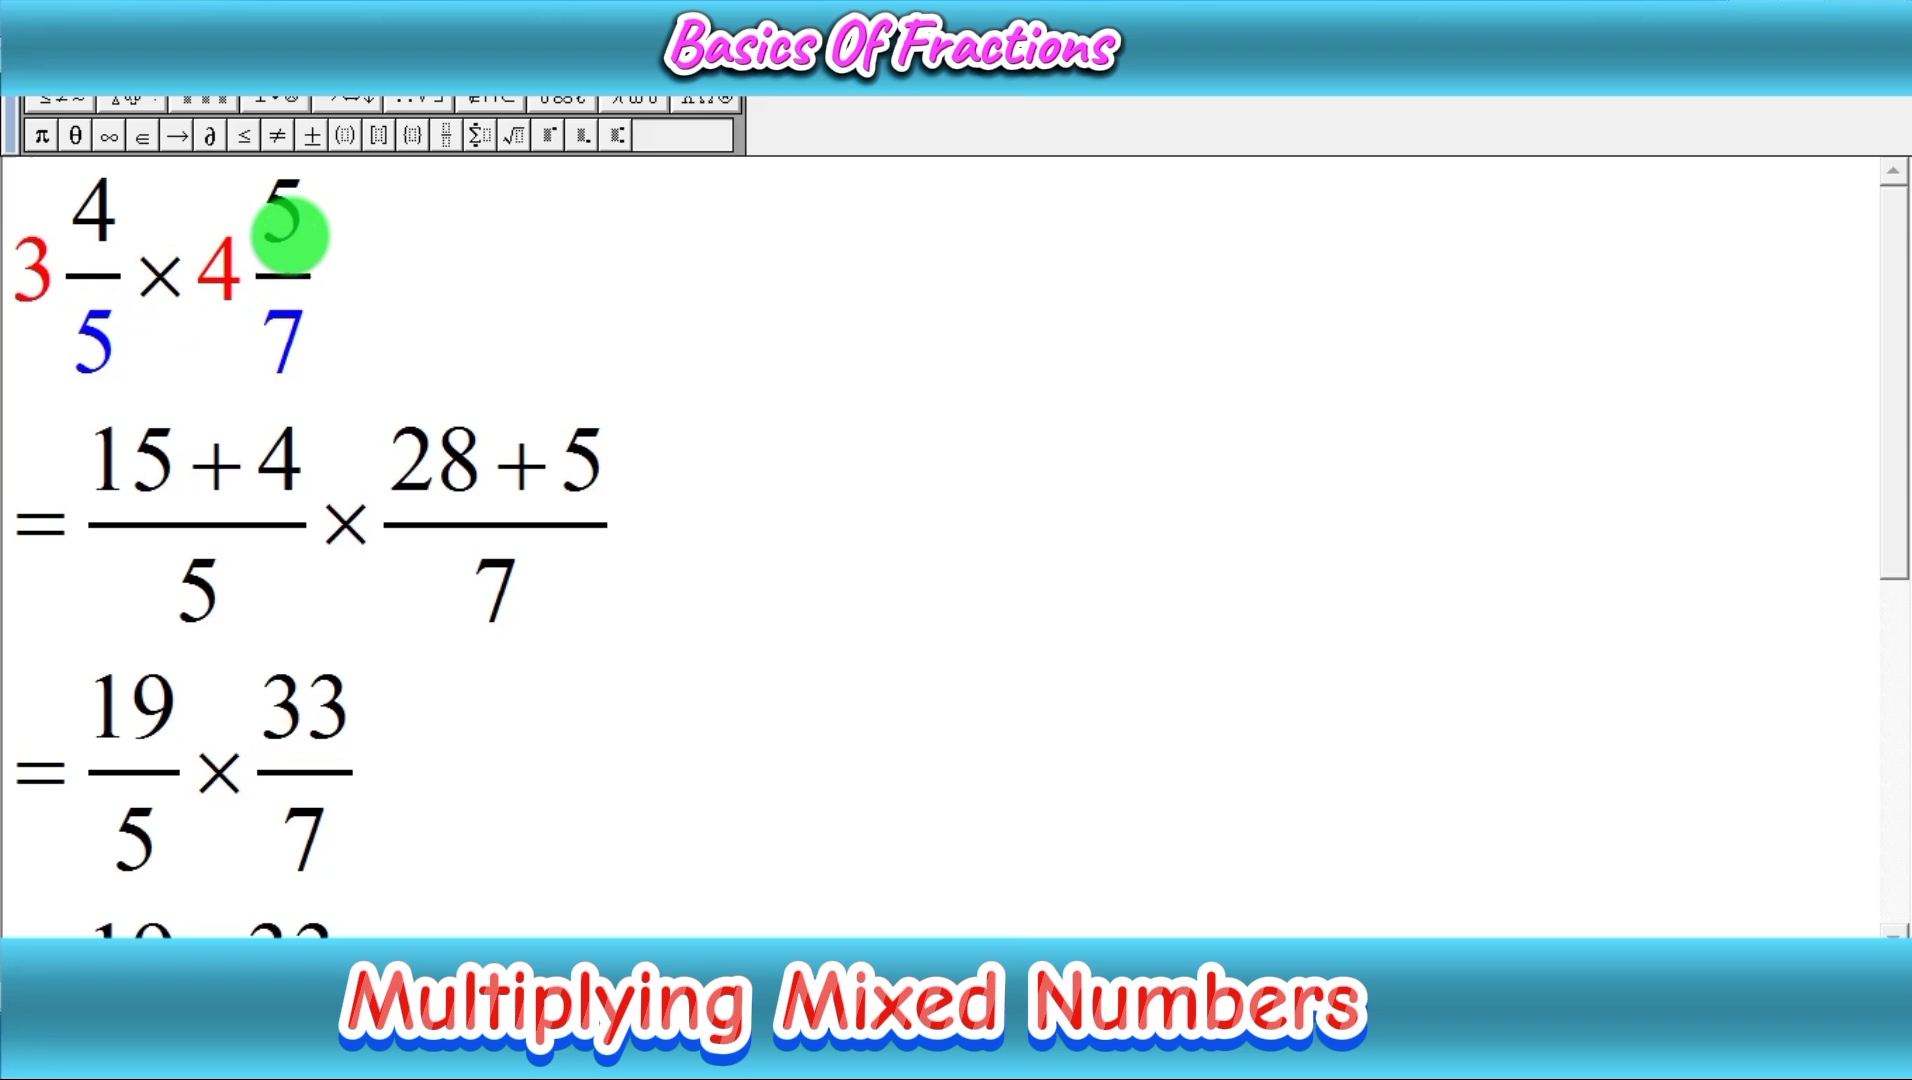 Basics Of Fractions
π θ ∞ ∈ → ∂ ≤ ≠ ±
3 4/5 × 4 5/7
= 15 + 4/5 × 28 + 5/7
= 19/5 × 33/7
Multiplying Mixed Numbers